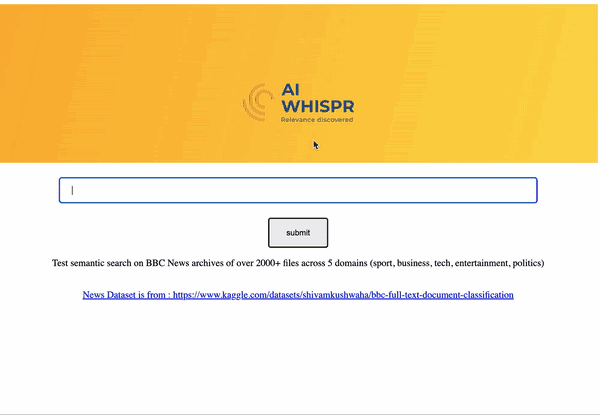 AI
WHISPR
Relevance discovered
submit
Test semantic search on BBC News archives of over 2000+ files across 5 domains (sport, business, tech, entertainment, politics)
News Dataset is from : https://www.kaggle.com/datasets/shivamkushwaha/bbc-full-text-document-classification